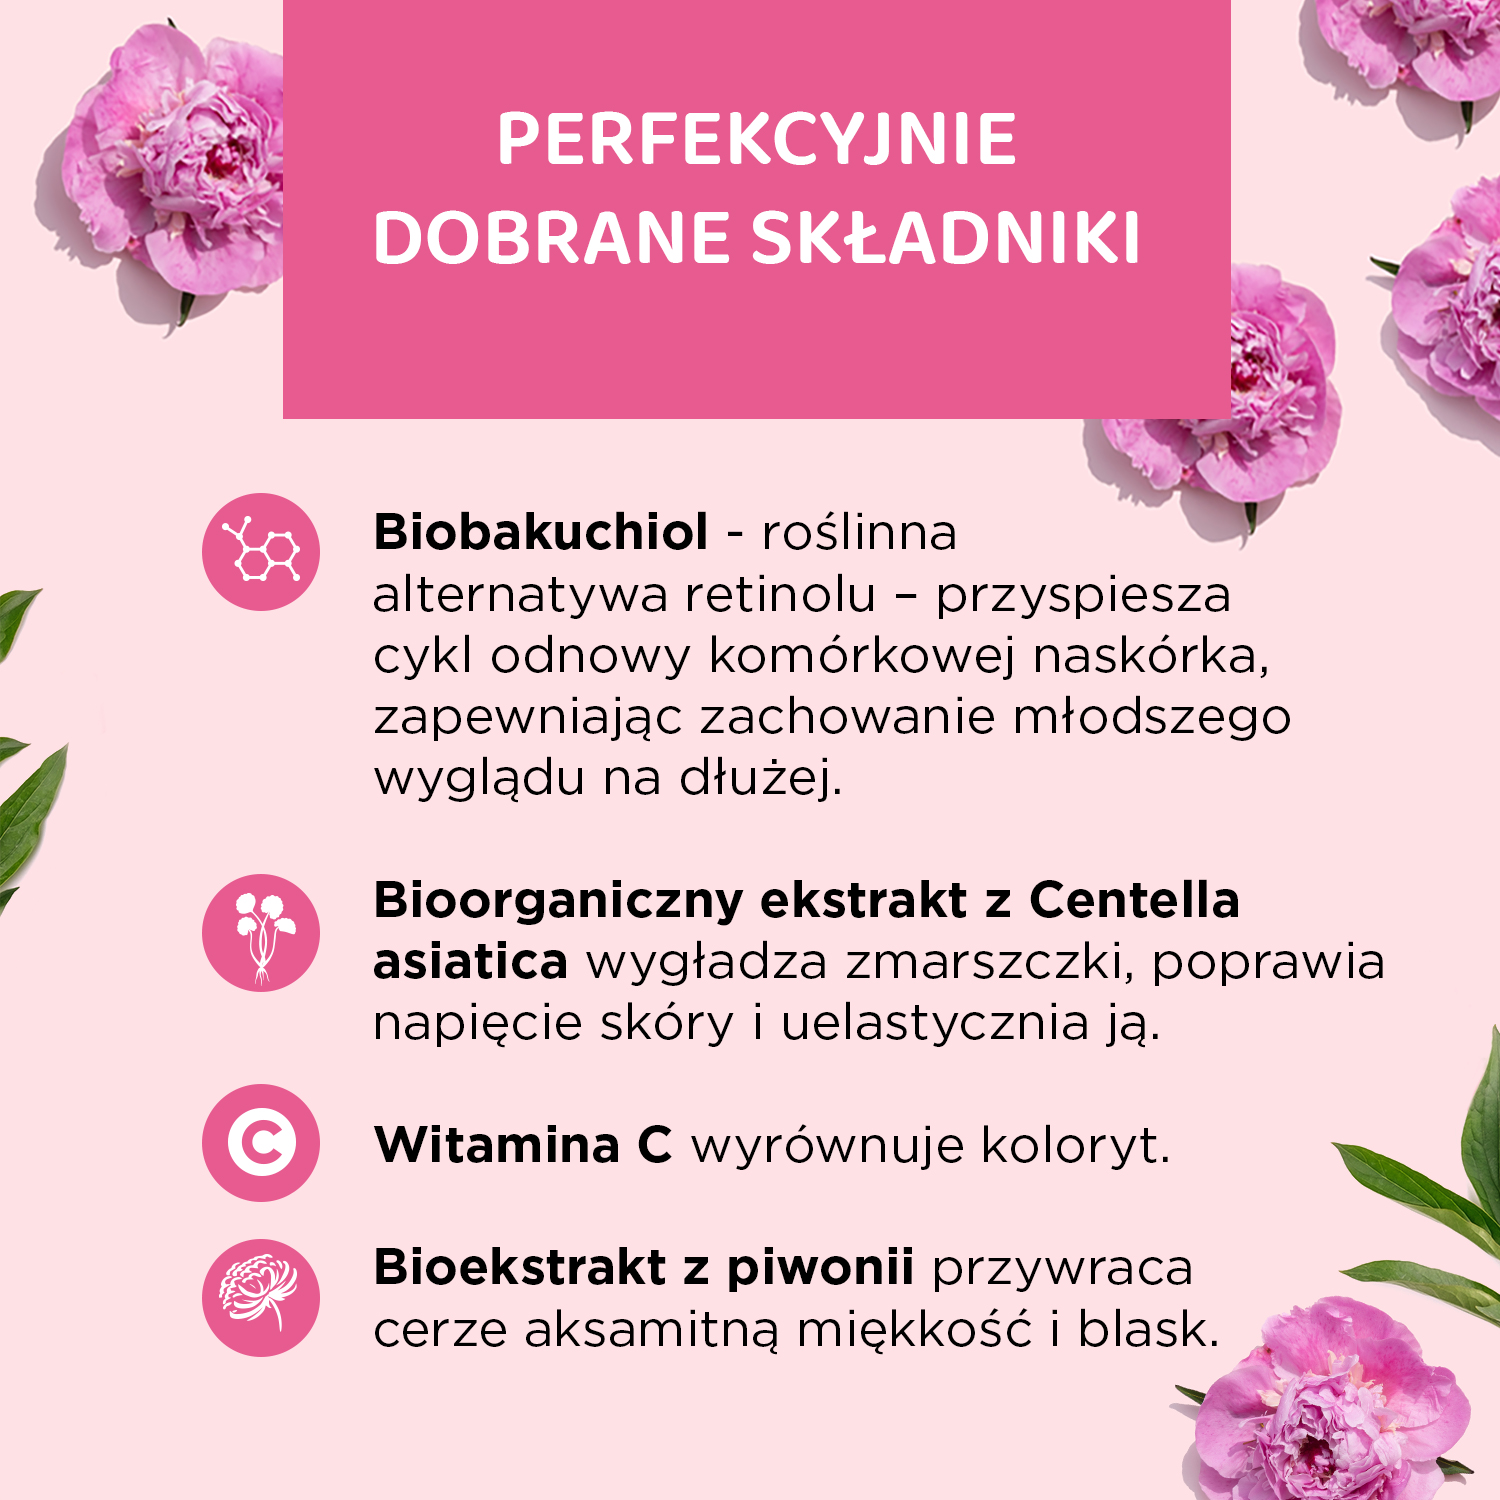 PERFEKCYJNIE
DOBRANE SKŁADNIKI
Biobakuchiol - roślinna
alternatywa retinolu – przyspiesza
cykl odnowy komórkowej naskórka,
zapewniając zachowanie młodszego
wyglądu na dłużej.
Bioorganiczny ekstrakt z Centella
asiatica wygładza zmarszczki, poprawia
napięcie skóry i uelastycznia ją.
C
Witamina C wyrównuje koloryt.
Bioekstrakt z piwonii przywraca
cerze aksamitną miękkość i blask.